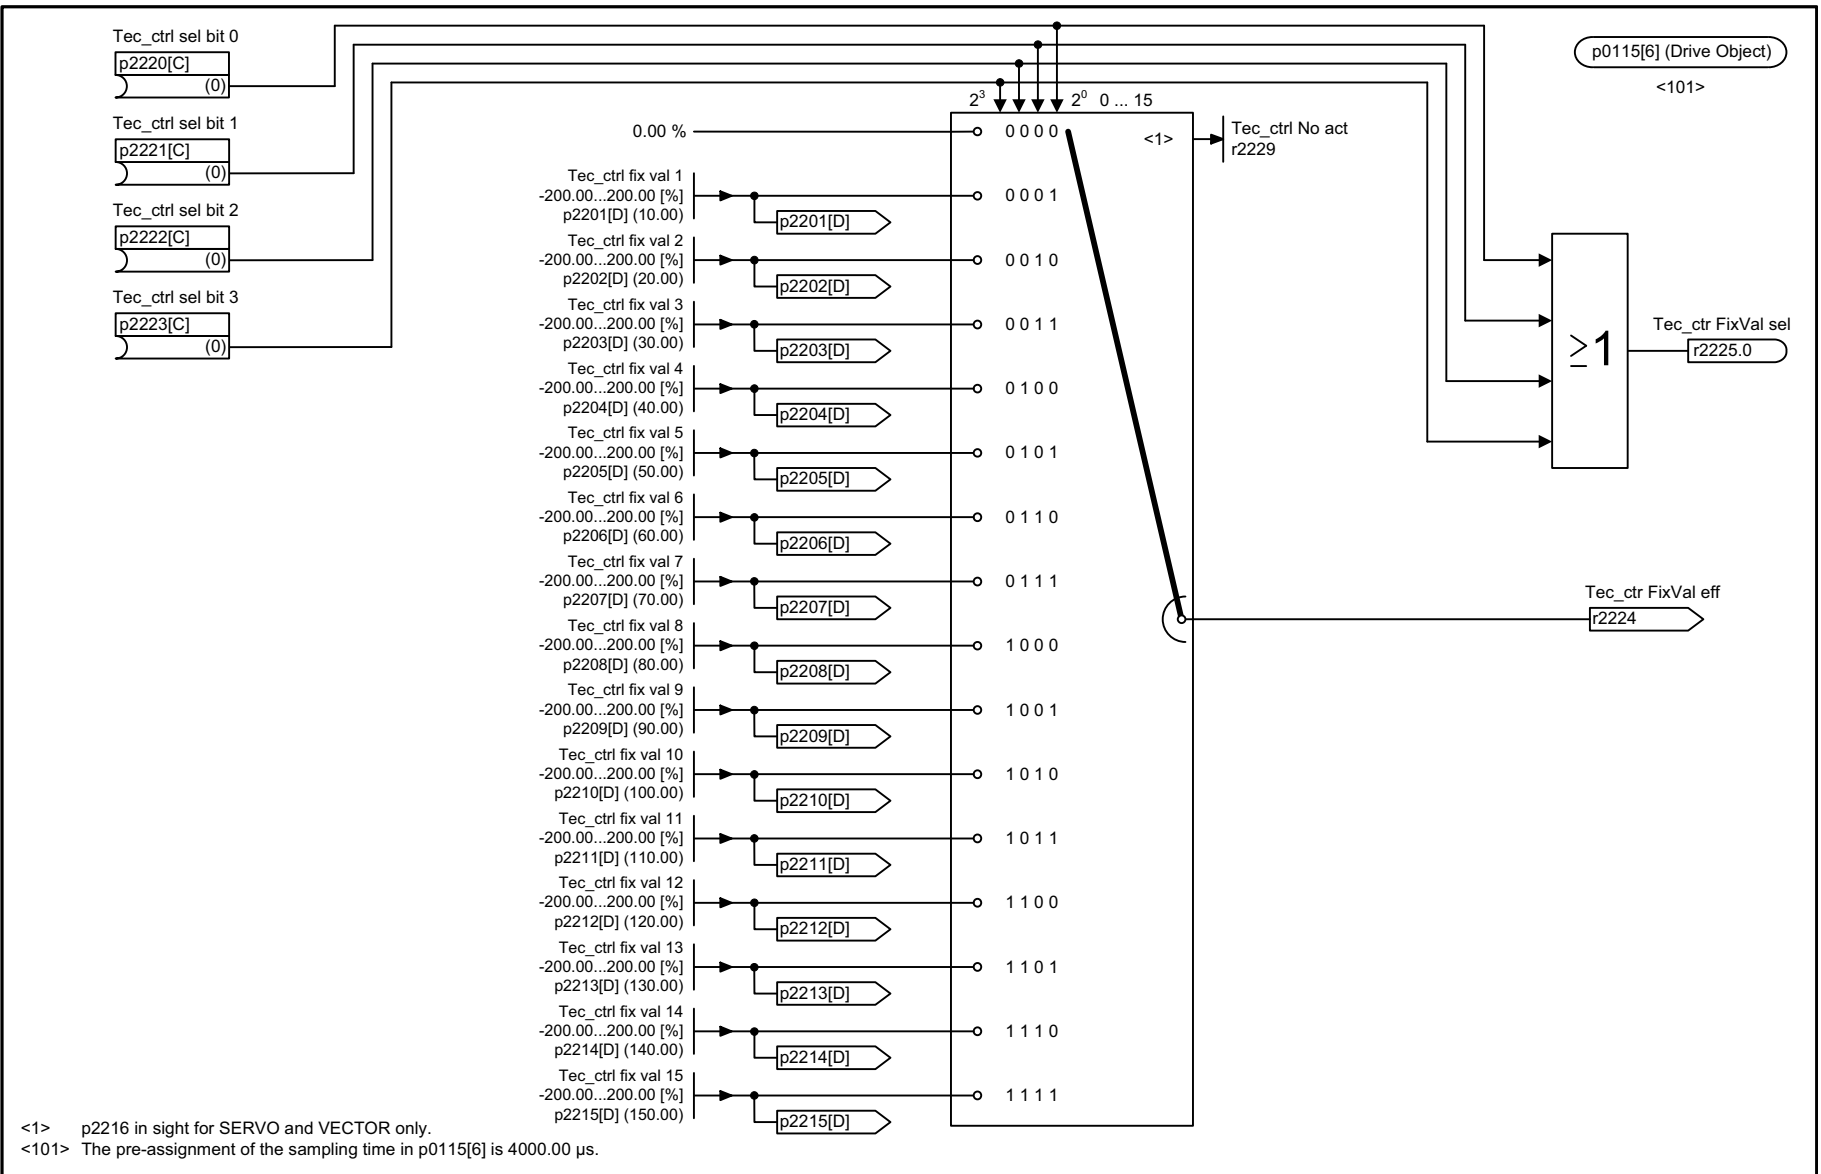 Tec_ctrl sel bit 0
p2220[C]
(0)
Tec_ctrl sel bit 1
p2221[C]
(0)
Tec_ctrl sel bit 2
p2222[C]
(0)
Tec_ctrl sel bit 3
p2223[C]
(0)
p0115[6] (Drive Object)
<101>
2³ 2⁰ 0 ... 15
0.00 % 0 0 0 0 <1>
Tec_ctrl No act
r2229
Tec_ctrl fix val 1
-200.00...200.00 [%] 0 0 0 1
p2201[D] (10.00) p2201[D]
Tec_ctrl fix val 2
-200.00...200.00 [%] 0 0 1 0
p2202[D] (20.00) p2202[D]
Tec_ctrl fix val 3
-200.00...200.00 [%] 0 0 1 1
p2203[D] (30.00) p2203[D]
Tec_ctrl fix val 4
-200.00...200.00 [%] 0 1 0 0
p2204[D] (40.00) p2204[D]
Tec_ctrl fix val 5
-200.00...200.00 [%] 0 1 0 1
p2205[D] (50.00) p2205[D]
Tec_ctrl fix val 6
-200.00...200.00 [%] 0 1 1 0
p2206[D] (60.00) p2206[D]
Tec_ctrl fix val 7
-200.00...200.00 [%] 0 1 1 1
p2207[D] (70.00) p2207[D]
Tec_ctrl fix val 8
-200.00...200.00 [%] 1 0 0 0
p2208[D] (80.00) p2208[D]
Tec_ctrl fix val 9
-200.00...200.00 [%] 1 0 0 1
p2209[D] (90.00) p2209[D]
Tec_ctrl fix val 10
-200.00...200.00 [%] 1 0 1 0
p2210[D] (100.00) p2210[D]
Tec_ctrl fix val 11
-200.00...200.00 [%] 1 0 1 1
p2211[D] (110.00) p2211[D]
Tec_ctrl fix val 12
-200.00...200.00 [%] 1 1 0 0
p2212[D] (120.00) p2212[D]
Tec_ctrl fix val 13
-200.00...200.00 [%] 1 1 0 1
p2213[D] (130.00) p2213[D]
Tec_ctrl fix val 14
-200.00...200.00 [%] 1 1 1 0
p2214[D] (140.00) p2214[D]
Tec_ctrl fix val 15
-200.00...200.00 [%] 1 1 1 1
p2215[D] (150.00) p2215[D]
≥1
Tec_ctr FixVal sel
r2225.0
Tec_ctr FixVal eff
r2224
<1> p2216 in sight for SERVO and VECTOR only.
<101> The pre-assignment of the sampling time in p0115[6] is 4000.00 µs.